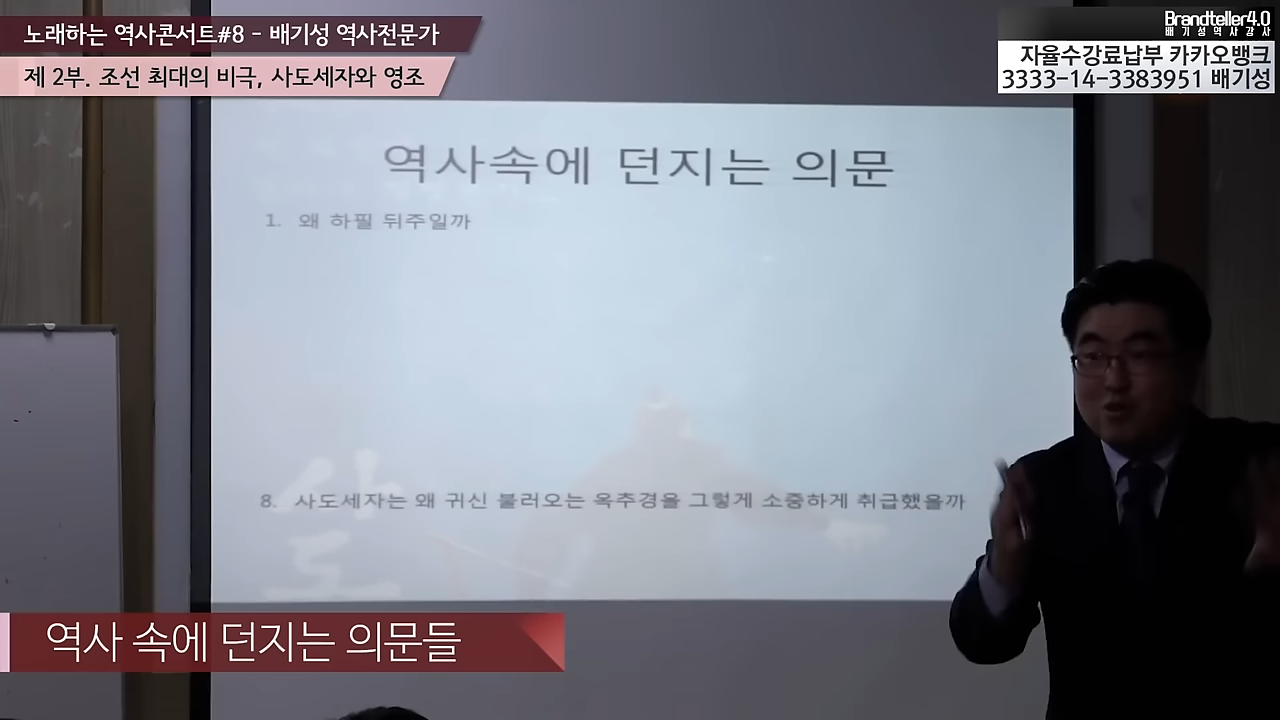 노래하는 역사콘서트#8 - 배기성 역사전문가
제 2부. 조선 최대의 비극, 사도세자와 영조
Brandteller4.0
배기성역사강사
자율수강료납부 카카오뱅크
3333-14-3383951 배기성
역사속에 던지는 의문
1. 왜 하필 뒤주일까
8. 사도세자는 왜 귀신 불러오는 옥추경을 그렇게 소중하게 취급했을까
사도
역사 속에 던지는 의문들